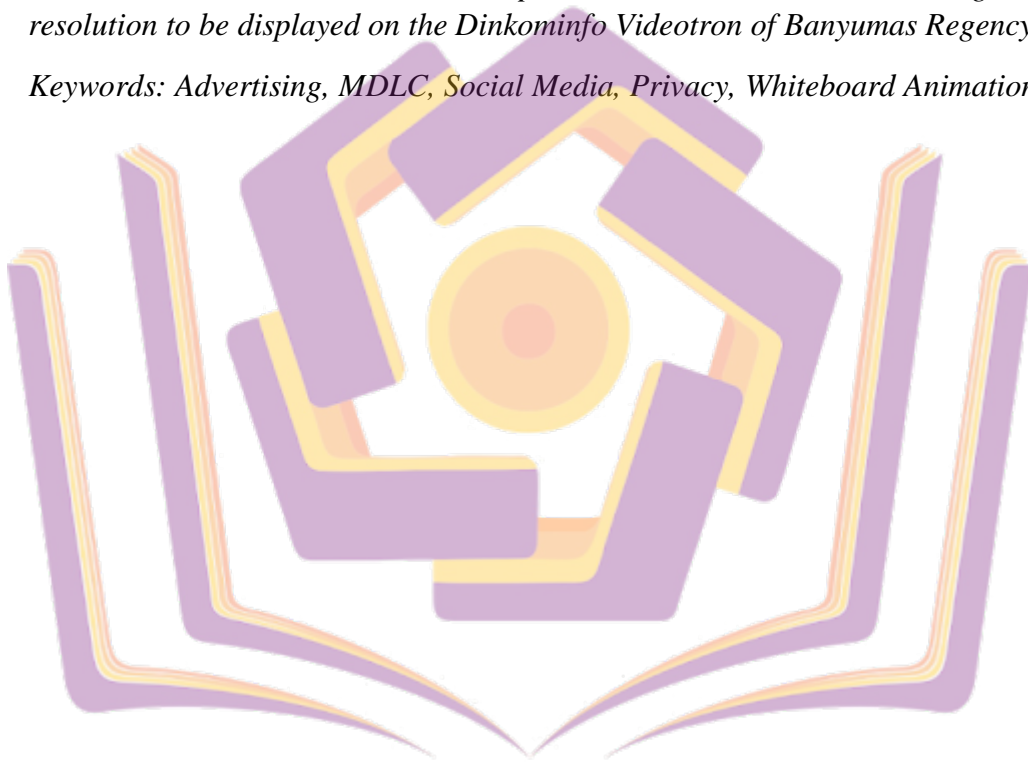 resolution to be displayed on the Dinkominfo Videotron of Banyumas Regency
Keywords: Advertising, MDLC, Social Media, Privacy, Whiteboard Animation